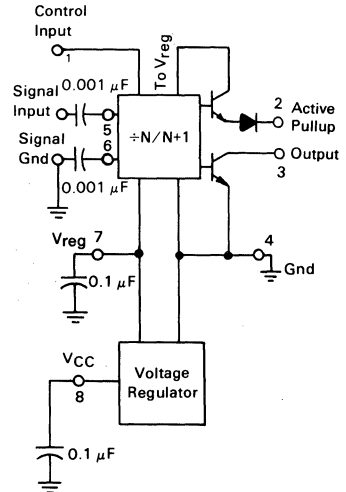 Control
Input
1
To Vreg
0.001 µF
Signal
Input
5
Signal
Gnd
6
0.001 µF
÷N/N+1
2
Active
Pullup
Output
3
Vreg 7
0.1 µF
4
Gnd
VCC
8
Voltage
Regulator
0.1 µF